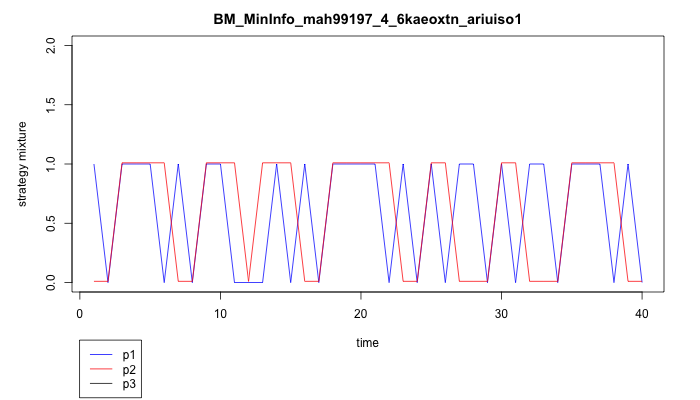 BM_MinInfo_mah99197_4_6kaeoxtn_ariuiso1
2.0
1.5
1.0
0.5
0.0
strategy mixture
0 10 20 30 40
time
p1
p2
p3